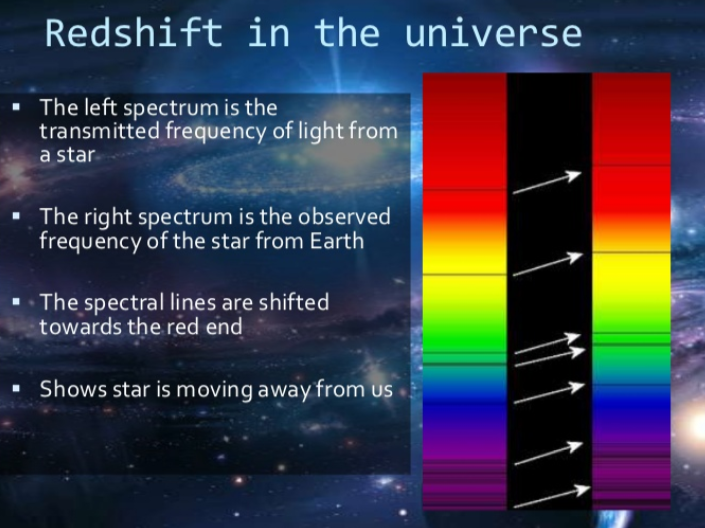 Redshift in the universe
▪ The left spectrum is the
transmitted frequency of light from
a star
▪ The right spectrum is the observed
frequency of the star from Earth
▪ The spectral lines are shifted
towards the red end
▪ Shows star is moving away from us